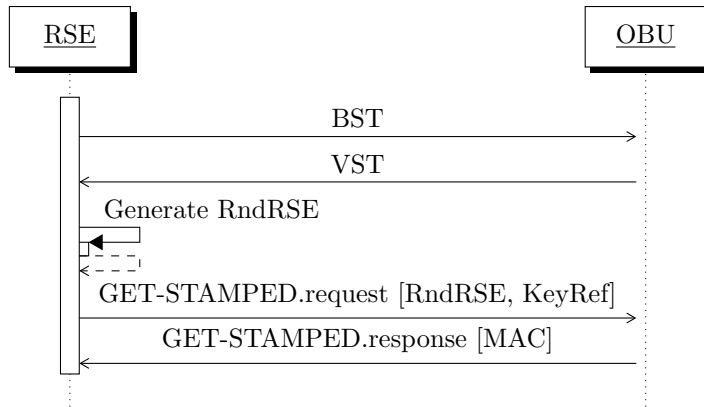 RSE
OBU
BST
VST
Generate RndRSE
GET-STAMPED.request [RndRSE, KeyRef]
GET-STAMPED.response [MAC]